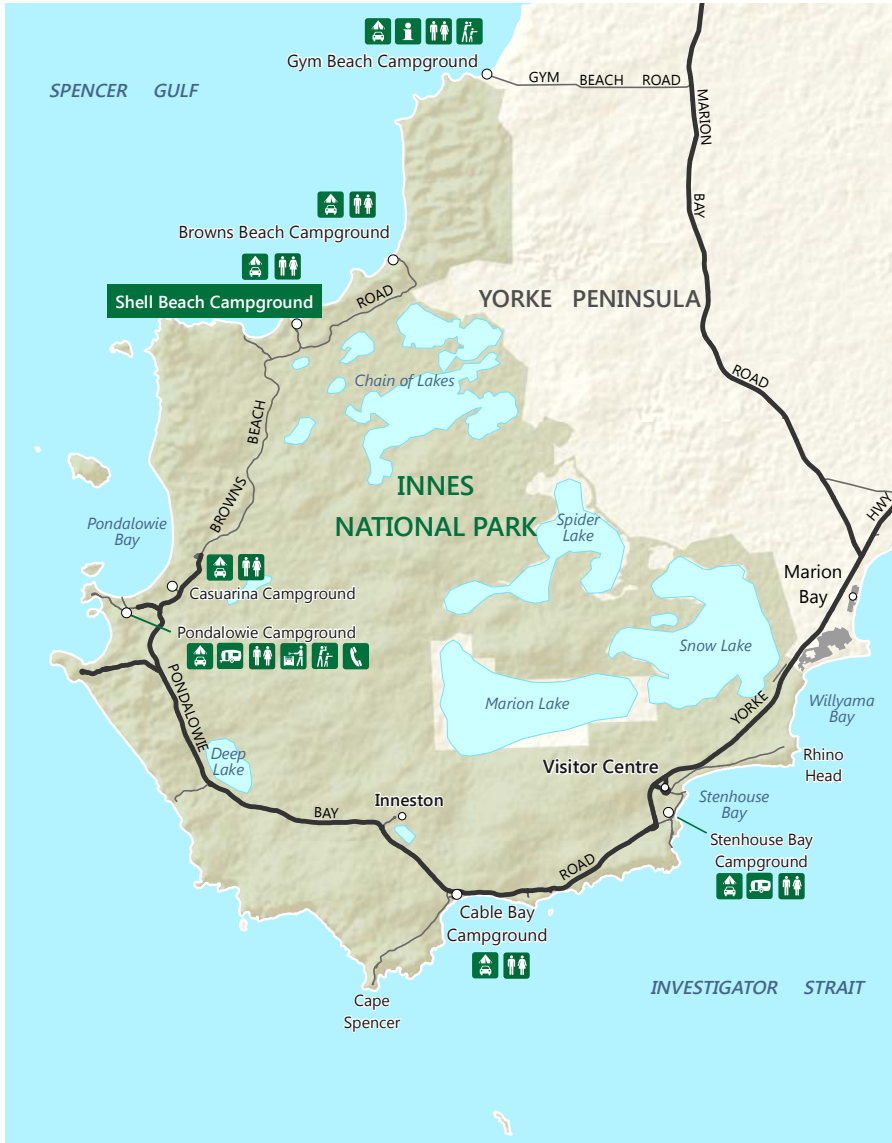 Gym Beach Campground
SPENCER GULF
GYM BEACH ROAD
MARION
BAY
ROAD
Browns Beach Campground
Shell Beach Campground
ROAD
YORKE PENINSULA
Chain of Lakes
BEACH
BROWNS
INNES
NATIONAL PARK
Spider
Lake
HWY
Pondalowie
Bay
Casuarina Campground
Marion
Bay
Pondalowie Campground
Snow Lake
Marion Lake
YORKE
Willyama
Bay
PONDALOWIE
Deep
Lake
Visitor Centre
Rhino
Head
Inneston
BAY
Stenhouse
Bay
Stenhouse Bay
Campground
ROAD
Cable Bay
Campground
INVESTIGATOR STRAIT
Cape
Spencer